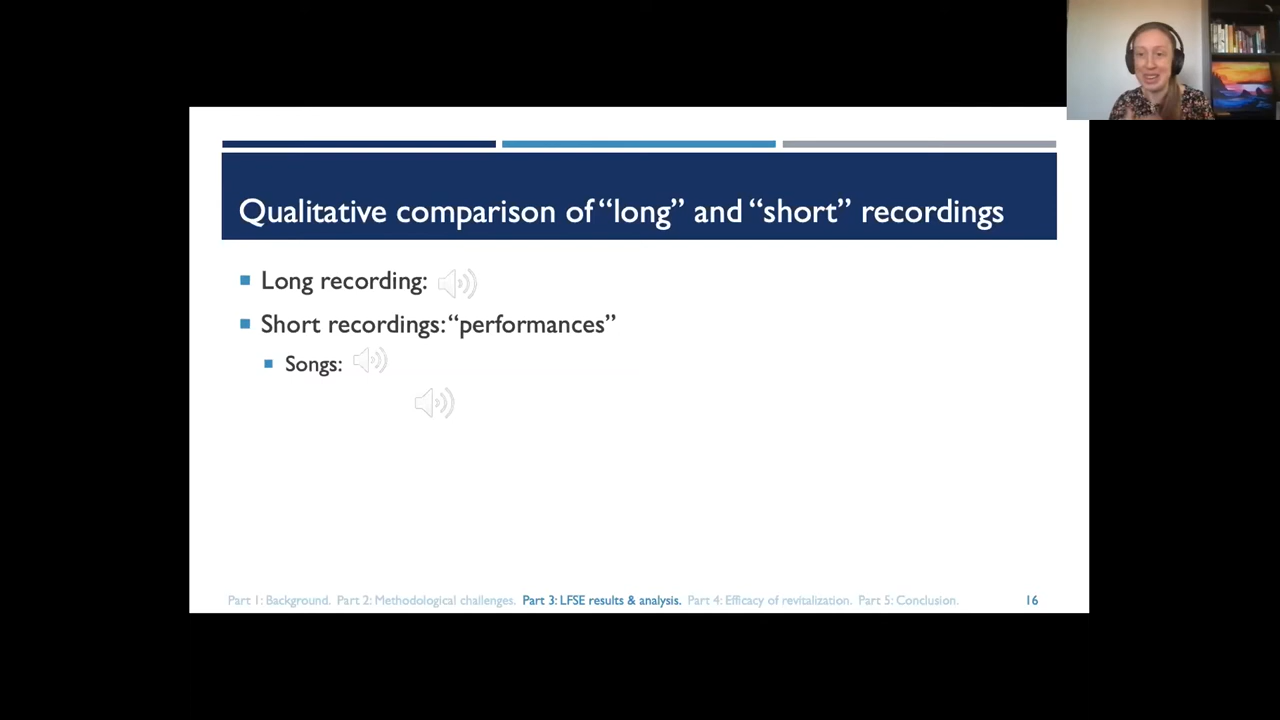 Qualitative comparison of “long” and “short” recordings
Long recording:
Short recordings: “performances”
Songs:
Part 1: Background. Part 2: Methodological challenges. Part 3: LFSE results & analysis. Part 4: Efficacy of revitalization. Part 5: Conclusion. 16